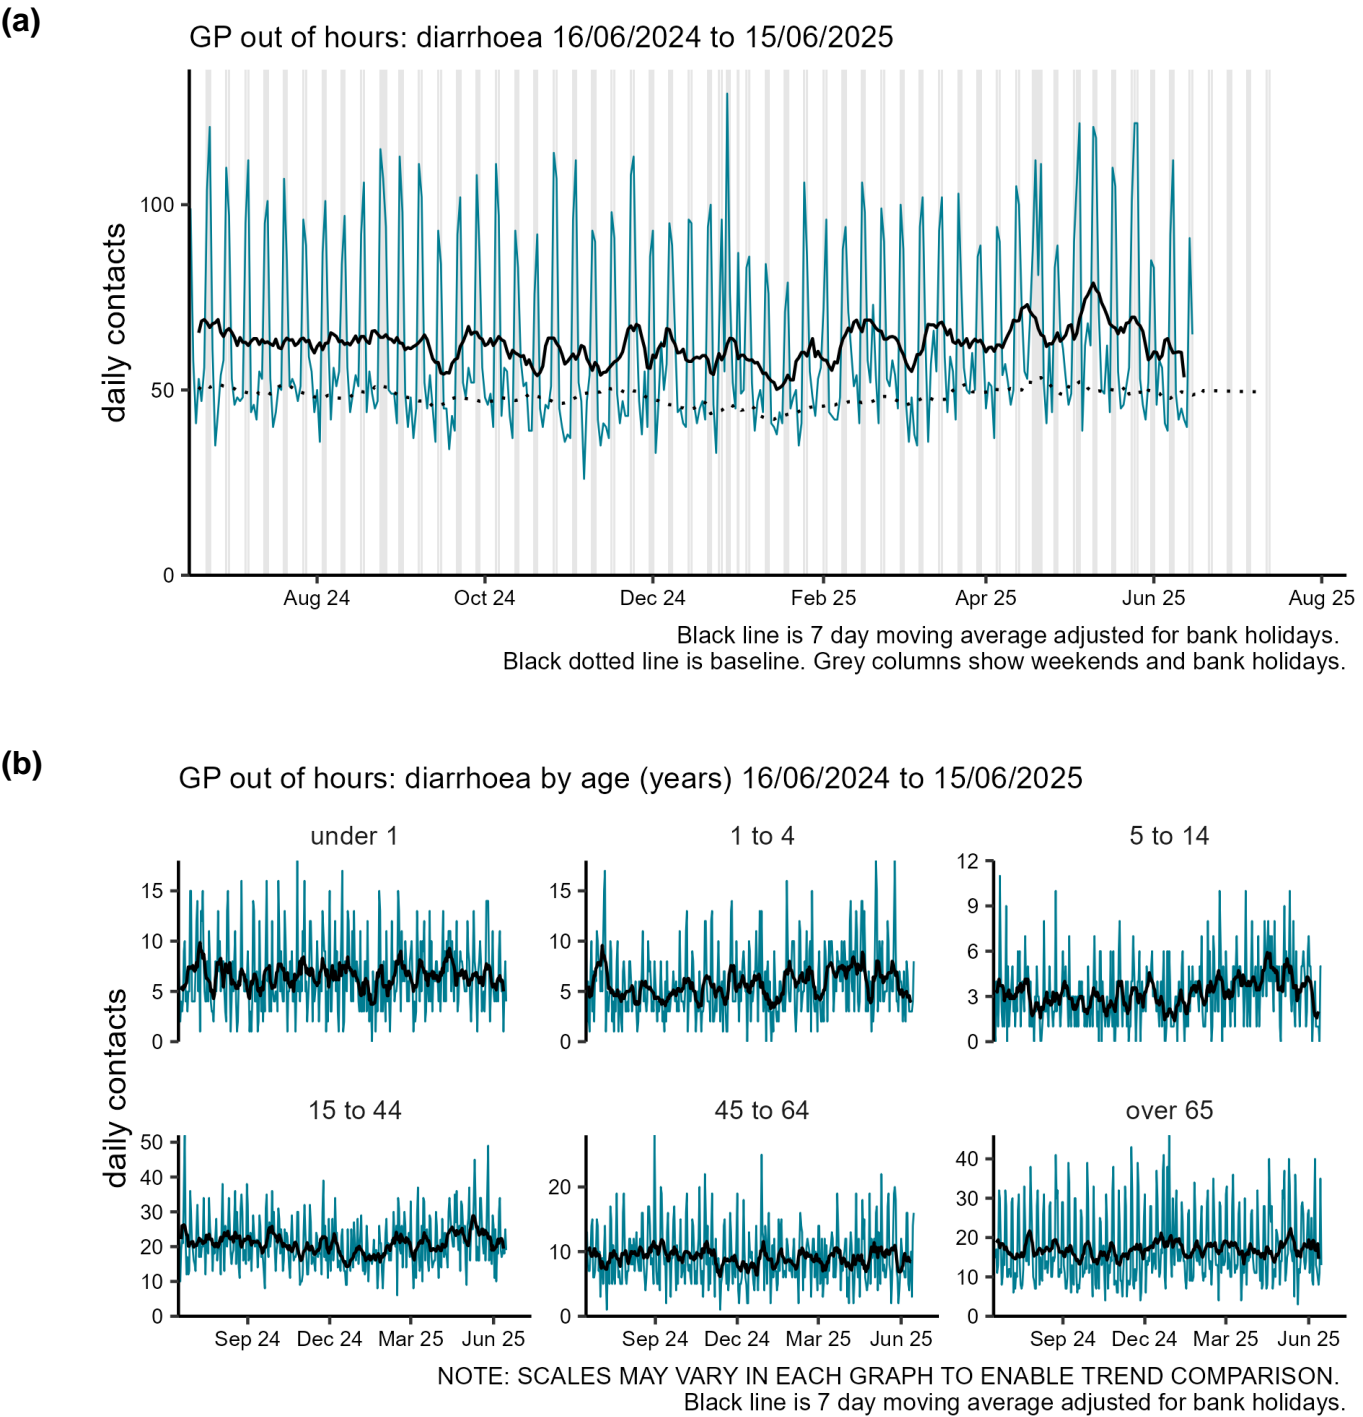 (a)
GP out of hours: diarrhoea 16/06/2024 to 15/06/2025
daily contacts
100
50
0
Aug 24 Oct 24 Dec 24 Feb 25 Apr 25 Jun 25 Aug 25
Black line is 7 day moving average adjusted for bank holidays.
Black dotted line is baseline. Grey columns show weekends and bank holidays.
(b)
GP out of hours: diarrhoea by age (years) 16/06/2024 to 15/06/2025
daily contacts
under 1
15
10
5
0
1 to 4
15
10
5
0
5 to 14
12
9
6
3
0
15 to 44
50
40
30
20
10
0
Sep 24 Dec 24 Mar 25 Jun 25
45 to 64
20
10
0
Sep 24 Dec 24 Mar 25 Jun 25
over 65
40
30
20
10
0
Sep 24 Dec 24 Mar 25 Jun 25
NOTE: SCALES MAY VARY IN EACH GRAPH TO ENABLE TREND COMPARISON.
Black line is 7 day moving average adjusted for bank holidays.